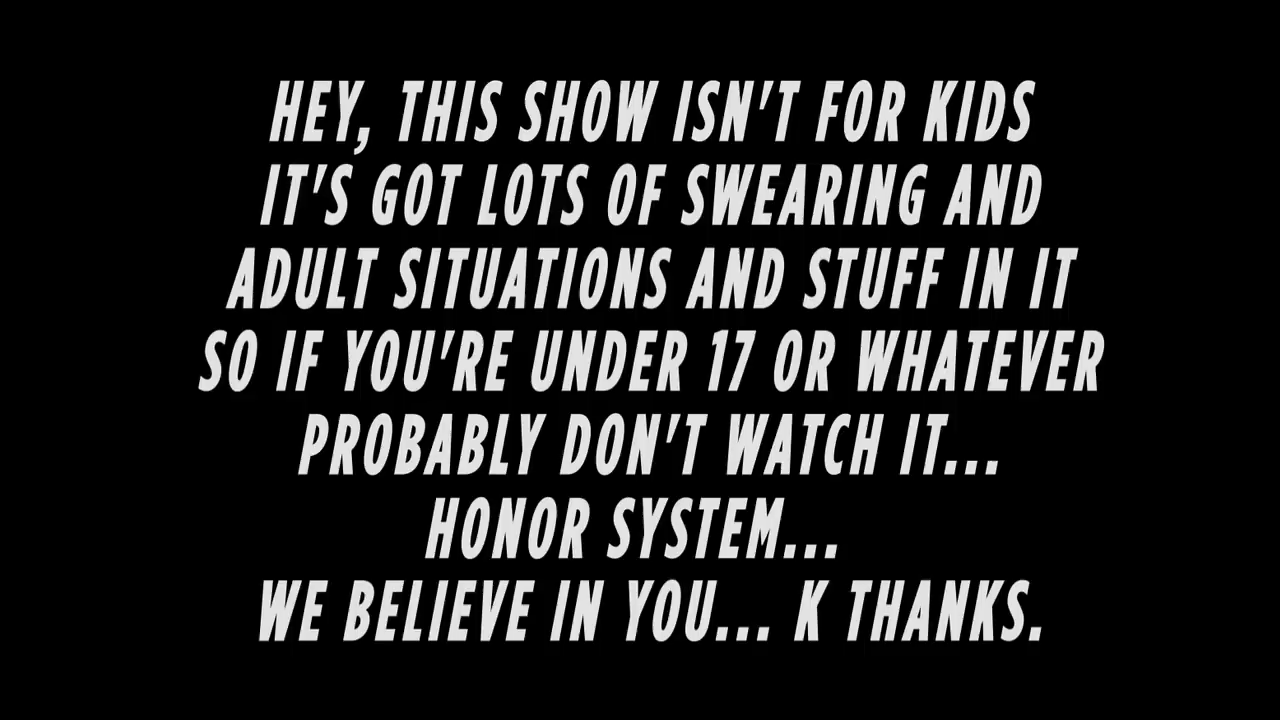 HEY, THIS SHOW ISN'T FOR KIDS
IT'S GOT LOTS OF SWEARING AND
ADULT SITUATIONS AND STUFF IN IT
SO IF YOU'RE UNDER 17 OR WHATEVER
PROBABLY DON'T WATCH IT...
HONOR SYSTEM...
WE BELIEVE IN YOU... K THANKS.